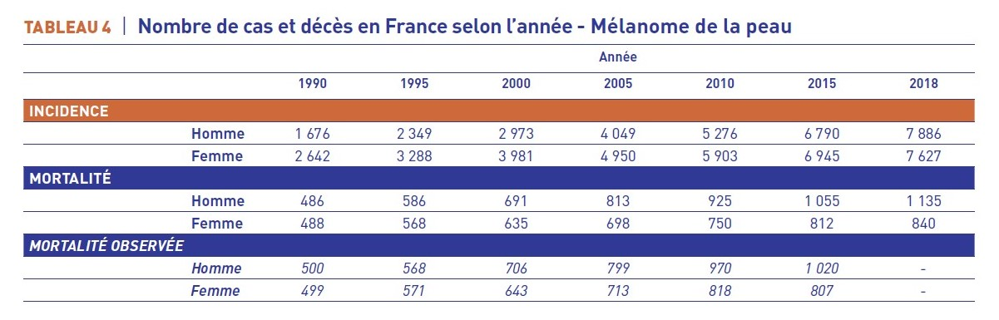 TABLEAU 4 | Nombre de cas et décès en France selon l’année - Mélanome de la peau
Année
1990 1995 2000 2005 2010 2015 2018
INCIDENCE
Homme 1 676 2 349 2 973 4 049 5 276 6 790 7 886
Femme 2 642 3 288 3 981 4 950 5 903 6 945 7 627
MORTALITÉ
Homme 486 586 691 813 925 1 055 1 135
Femme 488 568 635 698 750 812 840
MORTALITÉ OBSERVÉE
Homme 500 568 706 799 970 1 020 -
Femme 499 571 643 713 818 807 -